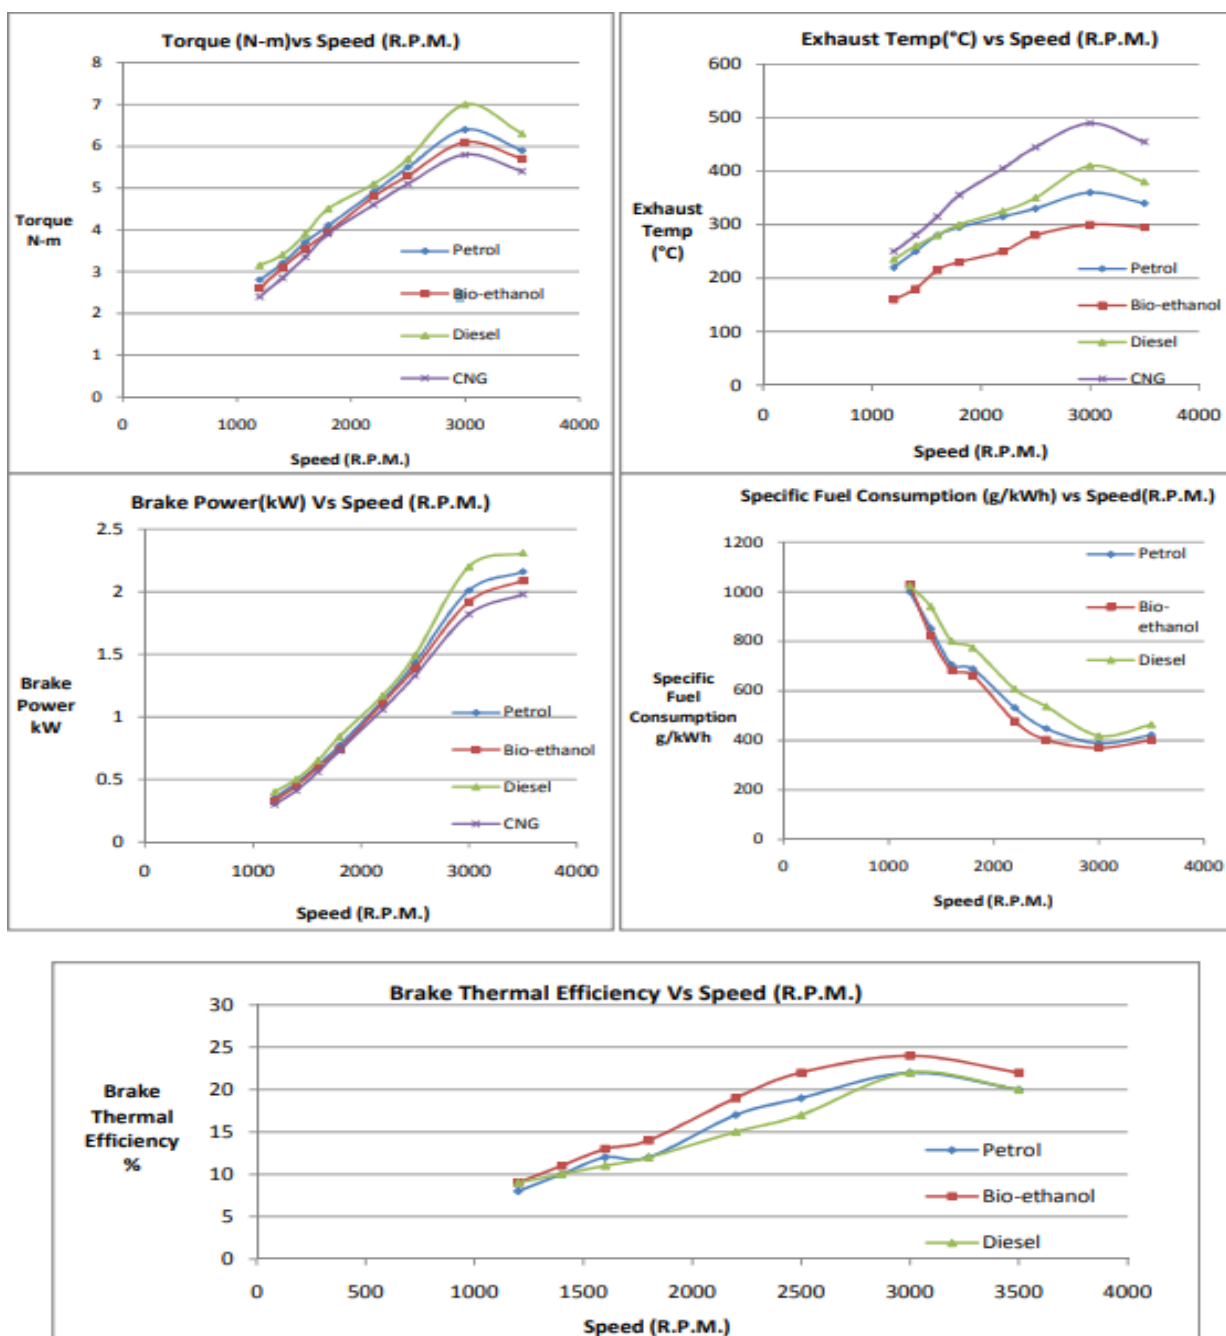 Torque (N-m)vs Speed (R.P.M.)
8
7
6
5
4
3
2
1
0
Torque
N-m
Petrol
Bio-ethanol
Diesel
CNG
0 1000 2000 3000 4000
Speed (R.P.M.)
Exhaust Temp(°C) vs Speed (R.P.M.)
600
500
400
300
200
100
0
Exhaust
Temp
(°C)
Petrol
Bio-ethanol
Diesel
CNG
0 1000 2000 3000 4000
Speed (R.P.M.)
Brake Power(kW) Vs Speed (R.P.M.)
2.5
2
1.5
1
0.5
0
Brake
Power
kW
Petrol
Bio-ethanol
Diesel
CNG
0 1000 2000 3000 4000
Speed (R.P.M.)
Specific Fuel Consumption (g/kWh) vs Speed(R.P.M.)
1200
1000
800
600
400
200
0
Specific
Fuel
Consumption
g/kWh
Petrol
Bio-
ethanol
Diesel
0 1000 2000 3000 4000
Speed (R.P.M.)
Brake Thermal Efficiency Vs Speed (R.P.M.)
30
25
20
15
10
5
0
Brake
Thermal
Efficiency
%
Petrol
Bio-ethanol
Diesel
0 500 1000 1500 2000 2500 3000 3500 4000
Speed (R.P.M.)